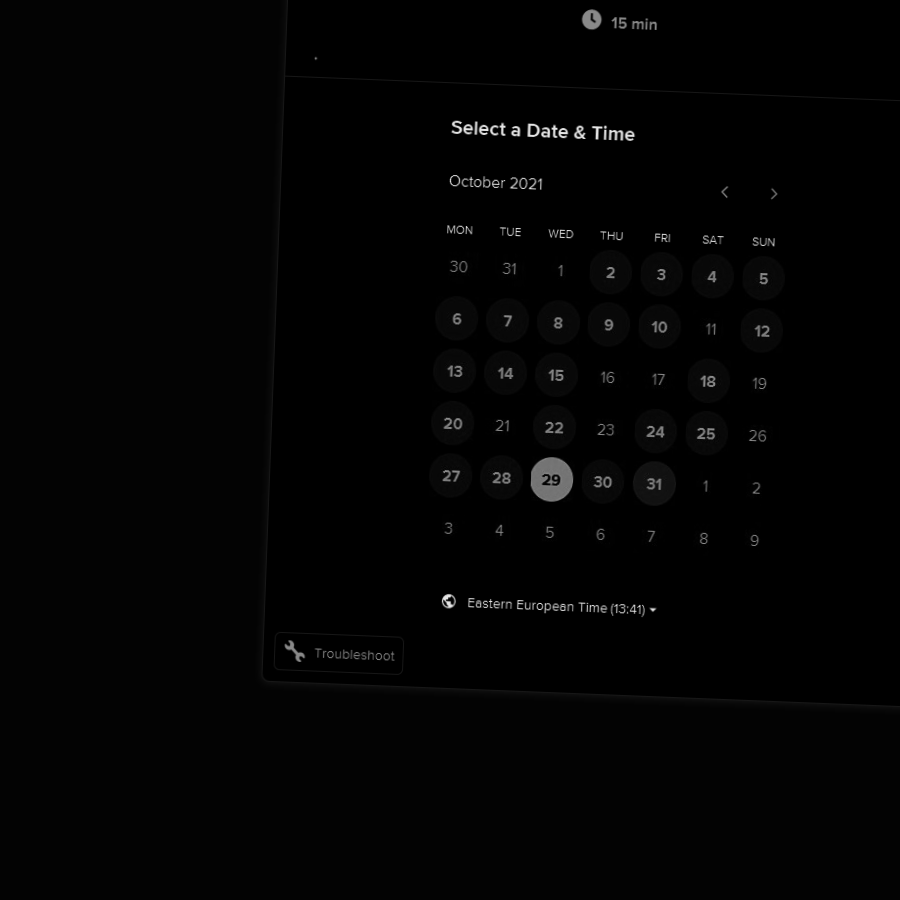 15 min
Select a Date & Time
October 2021
MON TUE WED THU FRI SAT SUN
30 31 1 2 3 4 5
6 7 8 9 10 11 12
13 14 15 16 17 18 19
20 21 22 23 24 25 26
27 28 29 30 31 1 2
3 4 5 6 7 8 9
Eastern European Time (13:41)
Troubleshoot